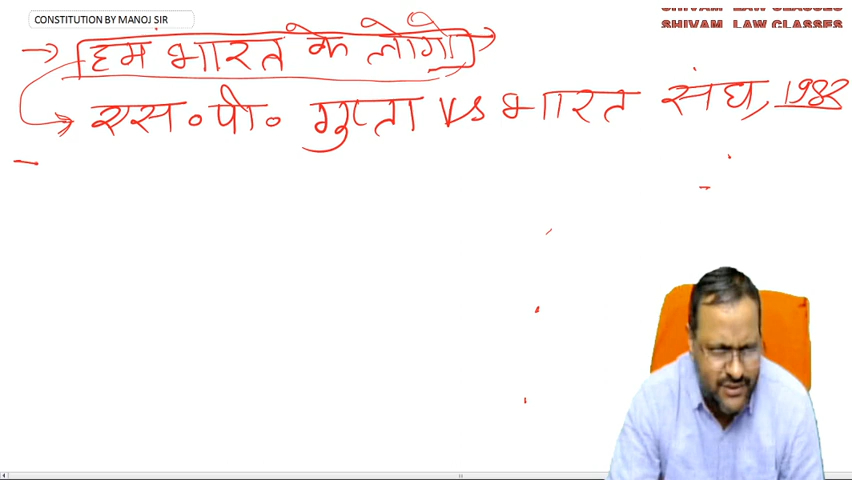 CONSTITUTION BY MANOJ SIR
SHIVAM LAW CLASSES
SHIVAM LAW CLASSES
→ हम भारत के लोगो
→ एस० पी० गुप्ता vs भारत संघ, 1982